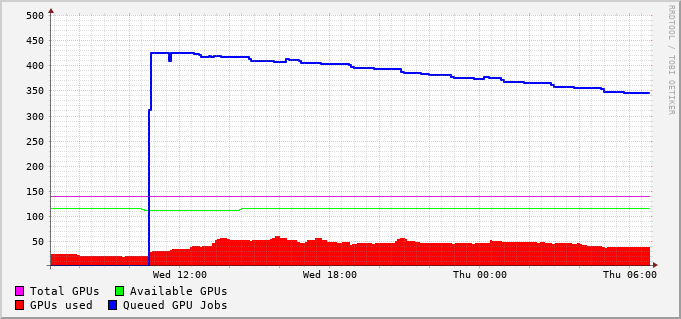 500
450
400
350
300
250
200
150
100
50
Wed 12:00 Wed 18:00 Thu 00:00 Thu 06:00
Total GPUs Available GPUs
GPUs used Queued GPU Jobs
RRDTOOL / TOBI OETIKER